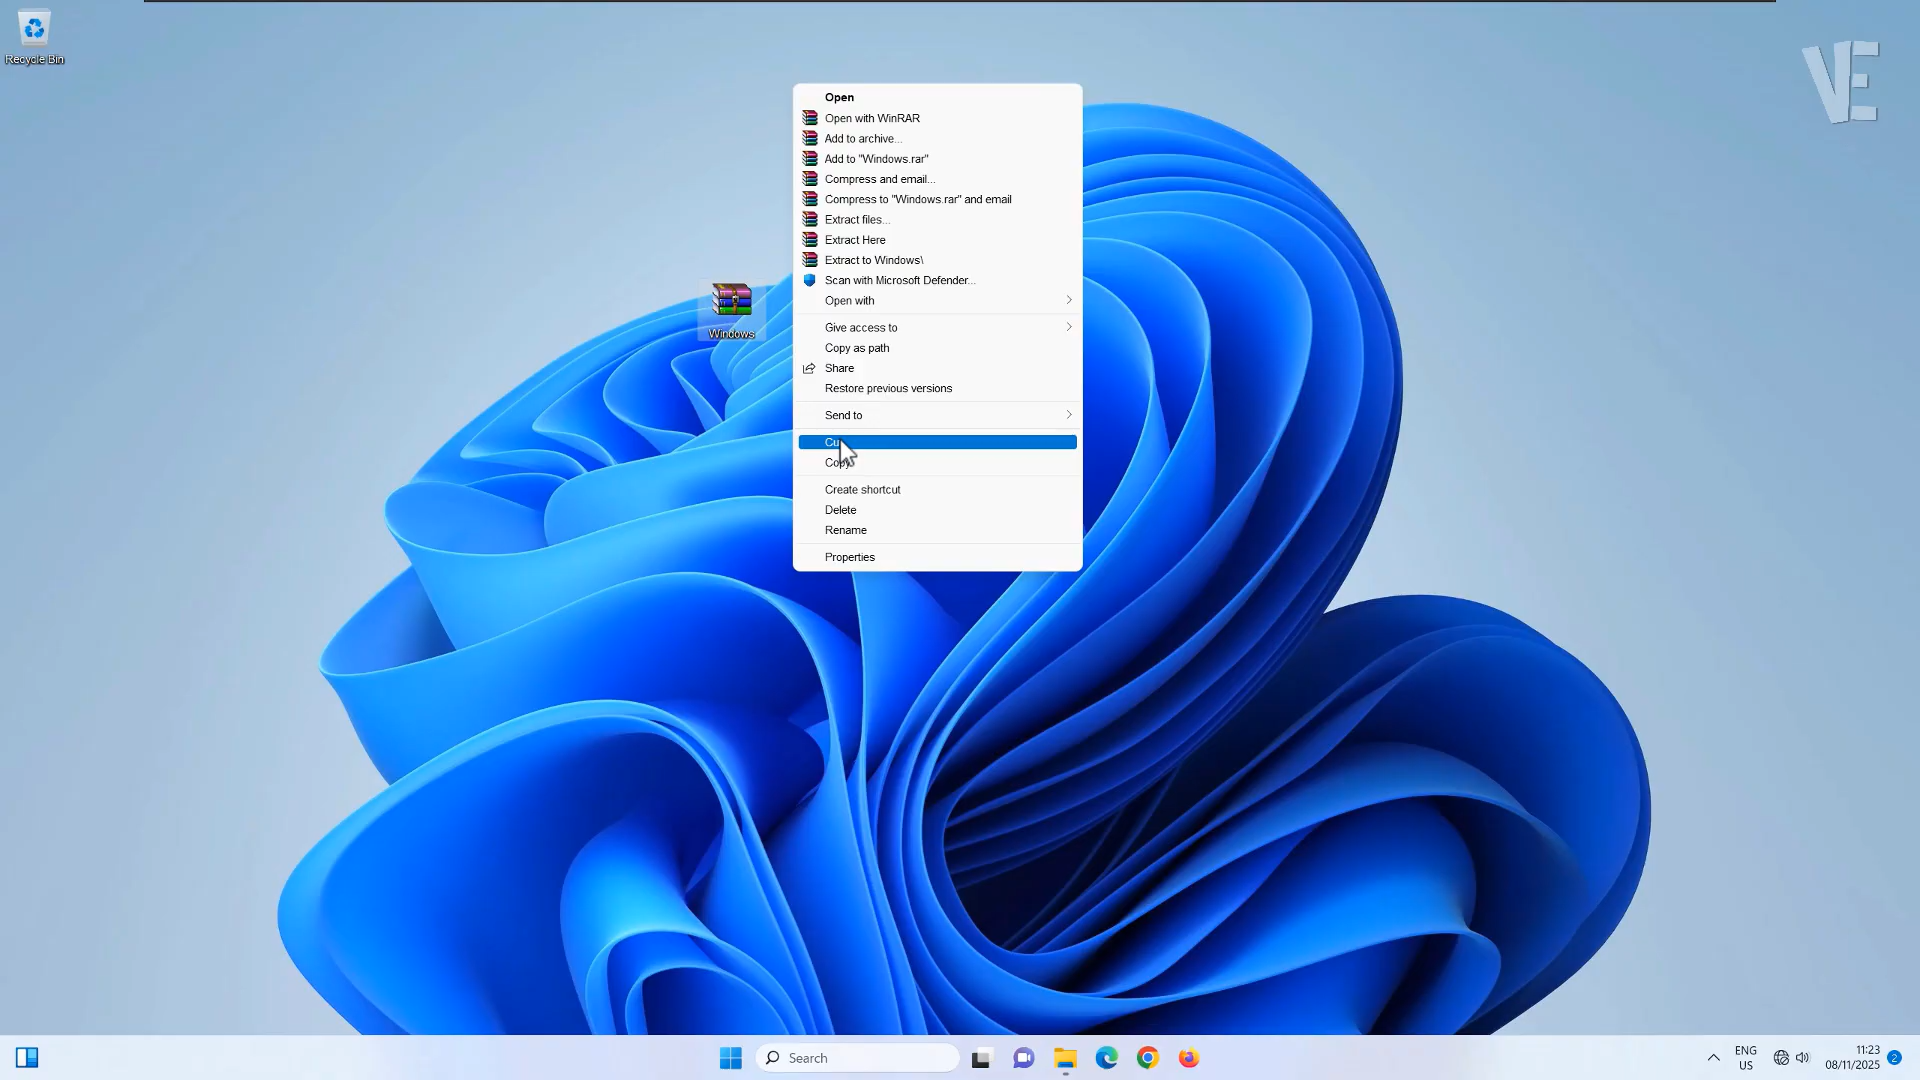 Recycle Bin
VE
Open
Open with WinRAR
Add to archive...
Add to "Windows.rar"
Compress and email...
Compress to "Windows.rar" and email
Extract files...
Extract Here
Extract to Windows\
Scan with Microsoft Defender...
Open with
Windows
Give access to
Copy as path
Share
Restore previous versions
Send to
Cu
Copy
Create shortcut
Delete
Rename
Properties
Search
ENG
US
11:23
08/11/2025
2